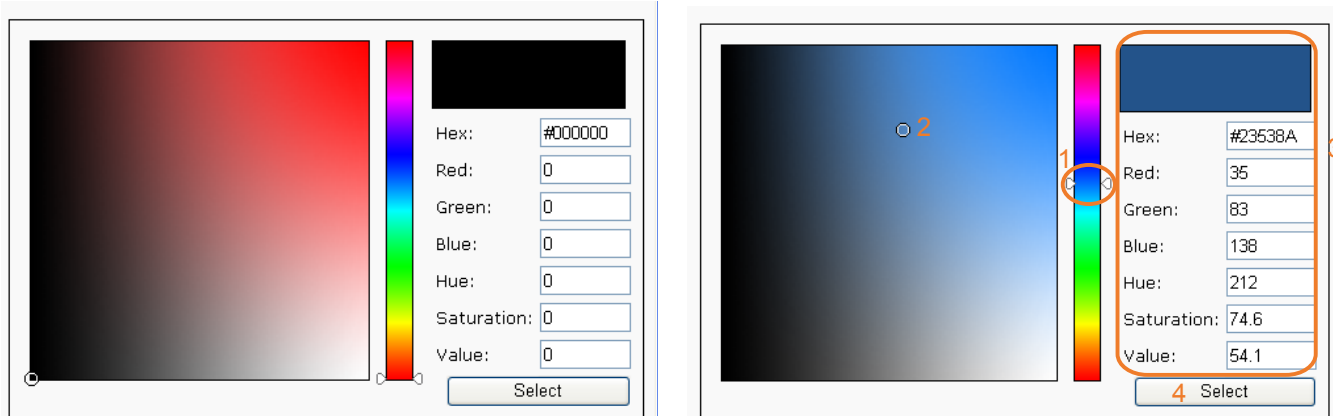 Hex: #000000
Red: 0
Green: 0
Blue: 0
Hue: 0
Saturation: 0
Value: 0
Select
2
1
Hex: #23538A
Red: 35
Green: 83
Blue: 138
Hue: 212
Saturation: 74.6
Value: 54.1
4 Select